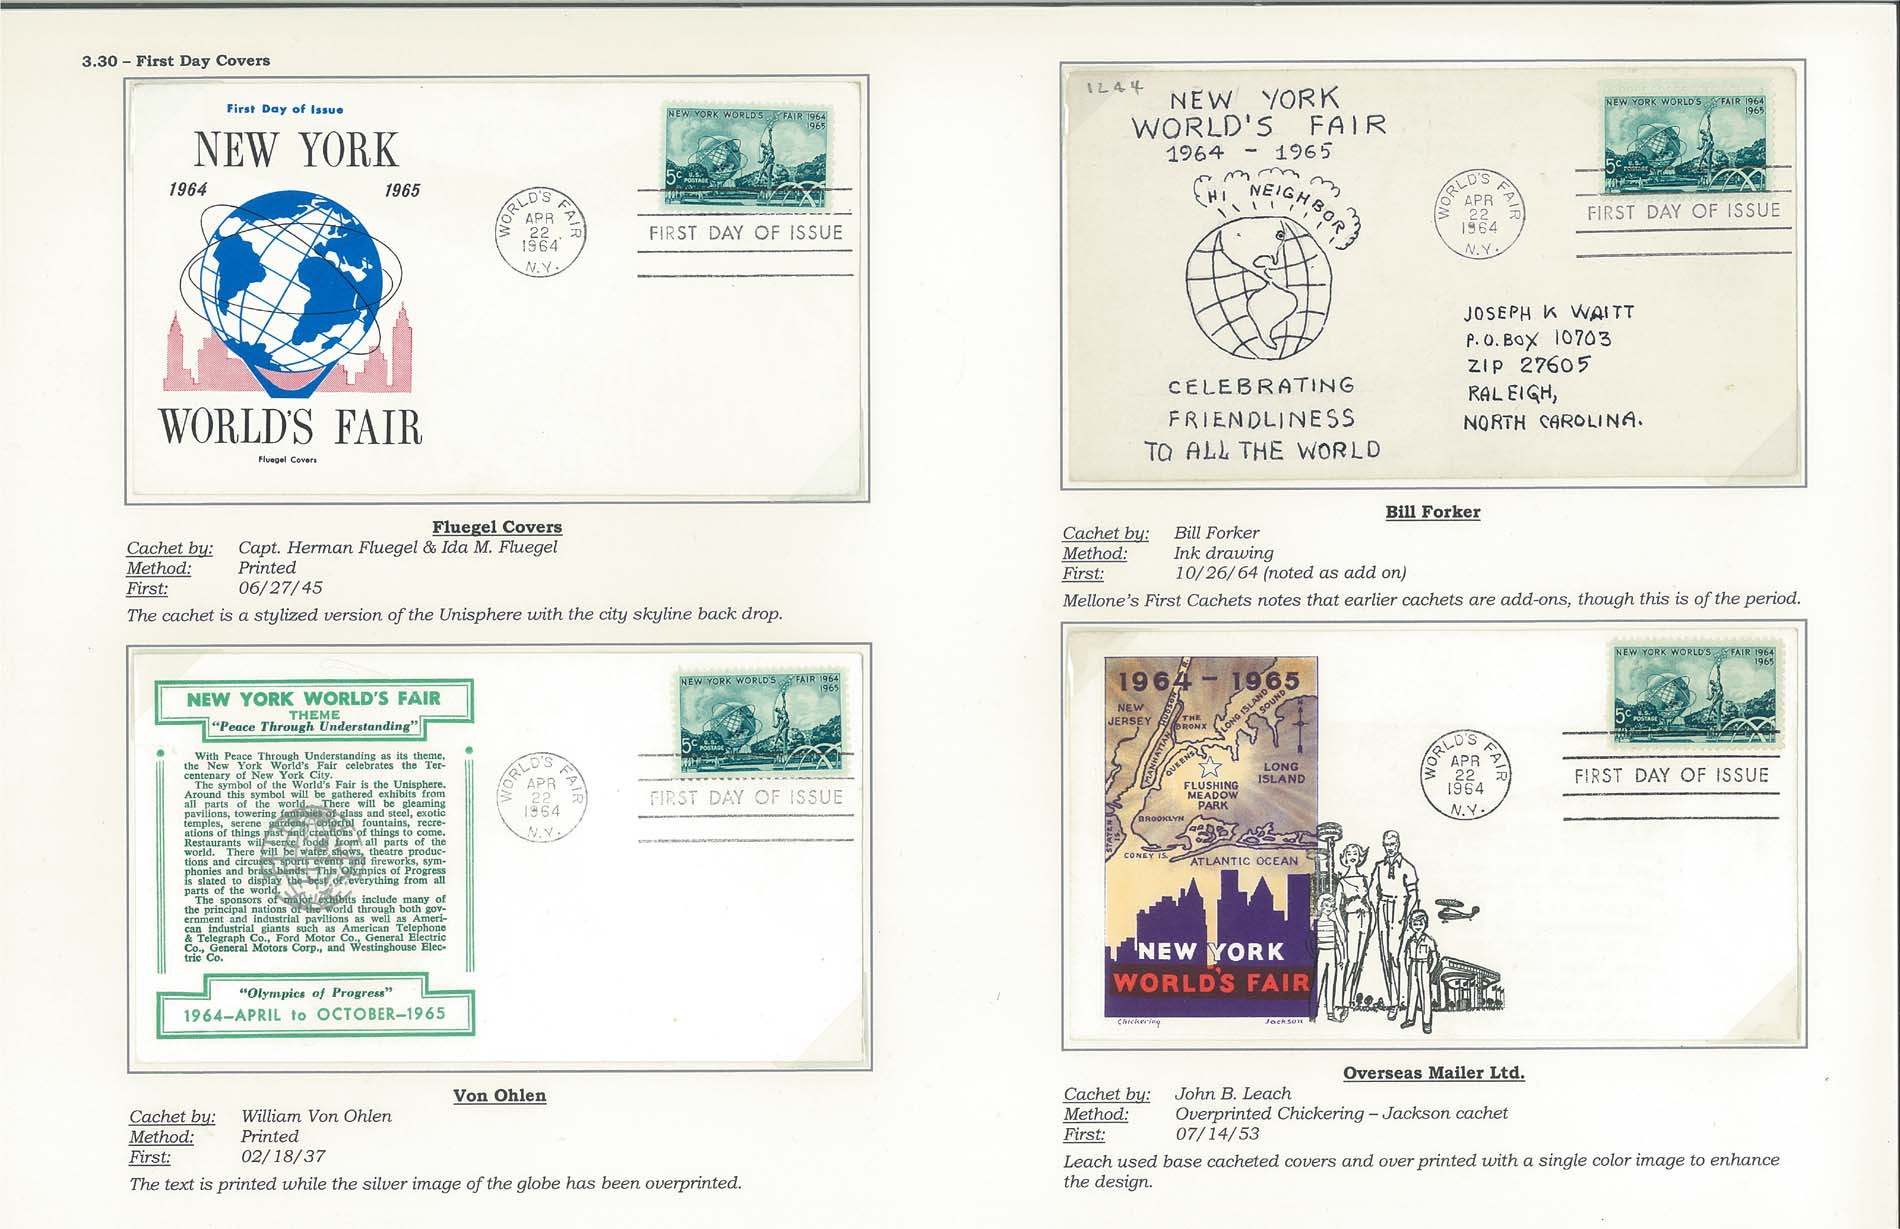 3.30 – First Day Covers
First Day of Issue
NEW YORK
1964 1965
WORLD'S FAIR
Fluegel Covers
WORLD'S FAIR
APR
22
1964
N.Y.
NEW YORK WORLD'S FAIR 1964
1965
5c U.S. POSTAGE
FIRST DAY OF ISSUE
Fluegel Covers
Cachet by: Capt. Herman Fluegel & Ida M. Fluegel
Method: Printed
First: 06/27/45
The cachet is a stylized version of the Unisphere with the city skyline back drop.
NEW YORK WORLD'S FAIR
THEME
"Peace Through Understanding"
With Peace Through Understanding as its theme,
the New York World's Fair celebrates the Ter-
centenary of New York City.
The symbol of the World's Fair is the Unisphere.
Around this symbol will be gathered exhibits from
all parts of the world. There will be gleaming
pavilions, towering of glass and steel, exotic
temples, serene gardens, colorful fountains, recre-
ations of things past and creations of things to come.
Restaurants will serve foods from all parts of the
world. There will be water shows, theatre produc-
tions and circuses, sports events and fireworks, sym-
phonies and brass bands. This Olympics of Progress
is slated to display the best of everything from all
parts of the world.
The sponsors of major exhibits include many of
the principal nations of the world through both gov-
ernment and industrial pavilions as well as Ameri-
can industrial giants such as American Telephone
& Telegraph Co., Ford Motor Co., General Electric
Co., General Motors Corp., and Westinghouse Elec-
tric Co.
"Olympics of Progress"
1964—APRIL to OCTOBER—1965
WORLD'S FAIR
APR
22
1964
N.Y.
NEW YORK WORLD'S FAIR 1964
1965
5c U.S. POSTAGE
FIRST DAY OF ISSUE
Von Ohlen
Cachet by: William Von Ohlen
Method: Printed
First: 02/18/37
The text is printed while the silver image of the globe has been overprinted.
1244
NEW YORK
WORLD'S FAIR
1964 - 1965
HI NEIGHBOR
CELEBRATING
FRIENDLINESS
TO ALL THE WORLD
WORLD'S FAIR
APR
22
1964
N.Y.
NEW YORK WORLD'S FAIR 1964
1965
5c U.S. POSTAGE
FIRST DAY OF ISSUE
JOSEPH K WAITT
P.O. BOX 10703
ZIP 27605
RALEIGH,
NORTH CAROLINA.
Bill Forker
Cachet by: Bill Forker
Method: Ink drawing
First: 10/26/64 (noted as add on)
Mellone's First Cachets notes that earlier cachets are add-ons, though this is of the period.
1964 - 1965
NEW
JERSEY
HUDSON R.
MANHATTAN
THE
BRONX
LONG ISLAND
SOUND
N
QUEENS
LONG
ISLAND
FLUSHING
MEADOW
PARK
BROOKLYN
STATEN
IS.
CONEY IS.
ATLANTIC OCEAN
NEW YORK
WORLD'S FAIR
Chickering Jackson
WORLD'S FAIR
APR
22
1964
N.Y.
NEW YORK WORLD'S FAIR 1964
1965
5c U.S. POSTAGE
FIRST DAY OF ISSUE
Overseas Mailer Ltd.
Cachet by: John B. Leach
Method: Overprinted Chickering – Jackson cachet
First: 07/14/53
Leach used base cacheted covers and over printed with a single color image to enhance
the design.